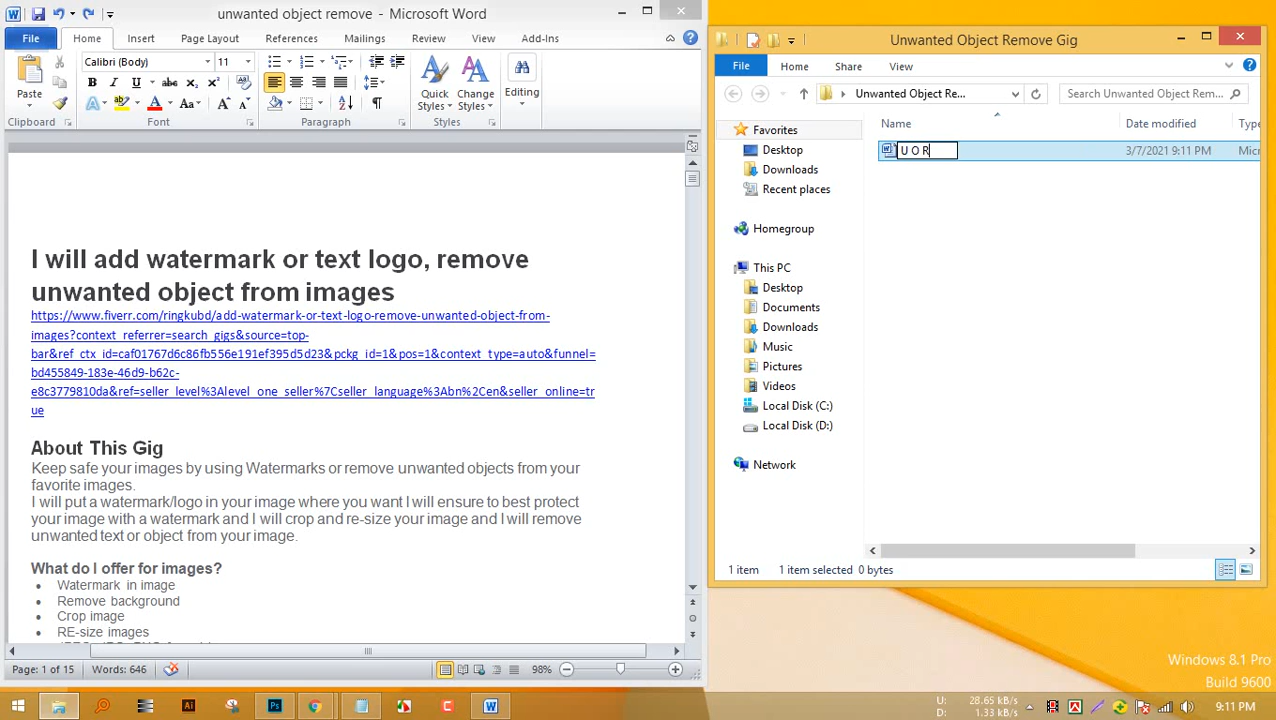 unwanted object remove - Microsoft Word
File Home Insert Page Layout References Mailings Review View Add-Ins
Calibri (Body) 11
Paste
Quick Styles
Change Styles
Editing
Clipboard Font Paragraph Styles
I will add watermark or text logo, remove
unwanted object from images
https://www.fiverr.com/ringkubd/add-watermark-or-text-logo-remove-unwanted-object-from-
images?context_referrer=search_gigs&source=top-
bar&ref_ctx_id=caf01767d6c86fb556e191ef395d5d23&pckg_id=1&pos=1&context_type=auto&funnel=
bd455849-183e-46d9-b62c-
e8c3779810da&ref=seller_level%3Alevel_one_seller%7Cseller_language%3Abn%2Cen&seller_online=tr
ue
About This Gig
Keep safe your images by using Watermarks or remove unwanted objects from your
favorite images.
I will put a watermark/logo in your image where you want I will ensure to best protect
your image with a watermark and I will crop and re-size your image and I will remove
unwanted text or object from your image.
What do I offer for images?
Watermark in image
Remove background
Crop image
RE-size images
Page: 1 of 15 Words: 646 98%
Unwanted Object Remove Gig
File Home Share View
Unwanted Object Re...
Search Unwanted Object Rem...
Name Date modified Type
U O R 3/7/2021 9:11 PM Micr
Favorites
Desktop
Downloads
Recent places
Homegroup
This PC
Desktop
Documents
Downloads
Music
Pictures
Videos
Local Disk (C:)
Local Disk (D:)
Network
1 item 1 item selected 0 bytes
Windows 8.1 Pro
Build 9600
U: 28.65 kB/s
D: 1.33 kB/s
9:11 PM